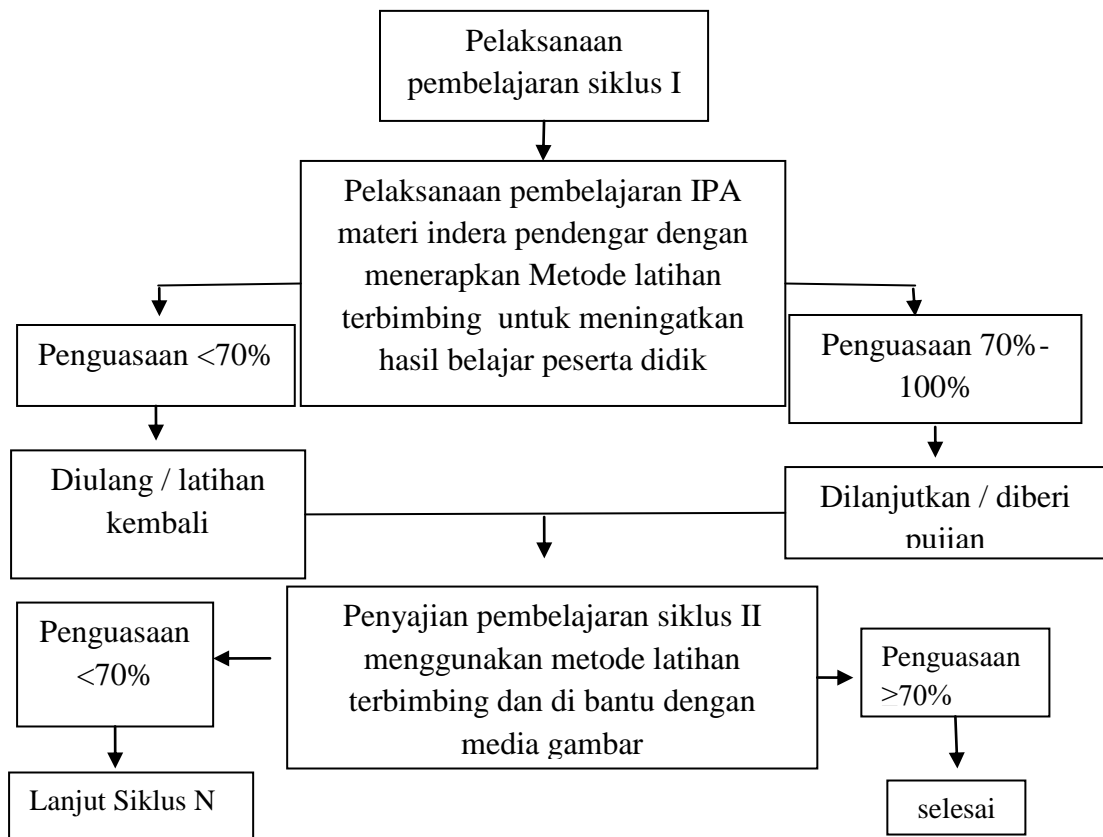 Pelaksanaan
pembelajaran siklus I
Pelaksanaan pembelajaran IPA
materi indera pendengar dengan
menerapkan Metode latihan
terbimbing untuk meningatkan
hasil belajar peserta didik
Penguasaan <70%
Penguasaan 70%-
100%
Diulang / latihan
kembali
Dilanjutkan / diberi
pujian
Penyajian pembelajaran siklus II
menggunakan metode latihan
terbimbing dan di bantu dengan
media gambar
Penguasaan
<70%
Penguasaan
≥70%
Lanjut Siklus N
selesai